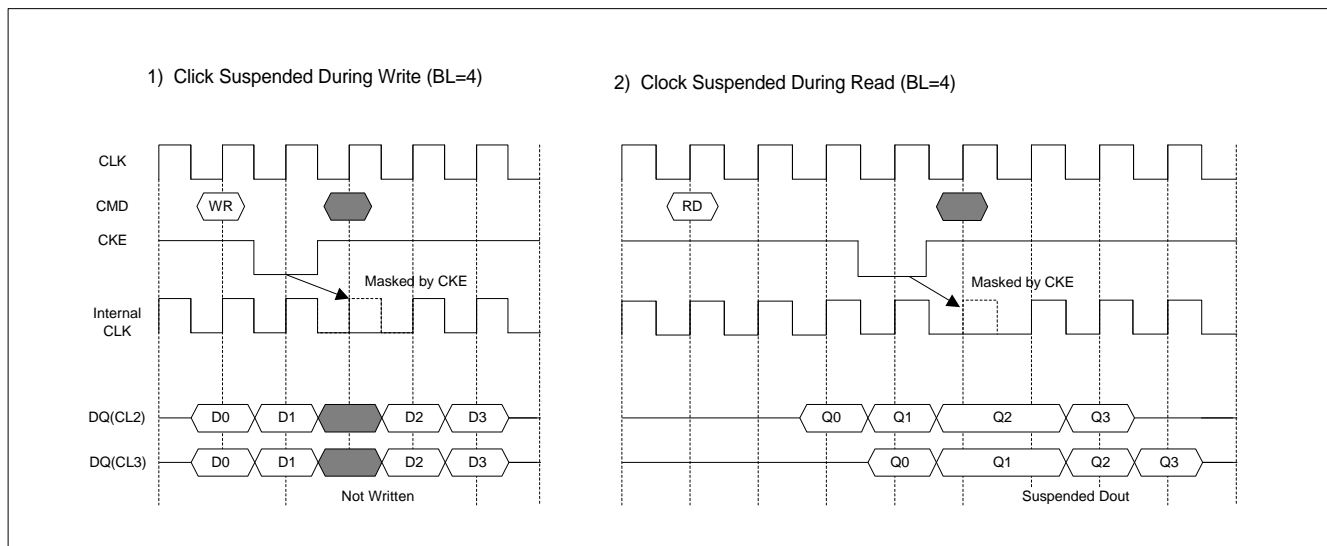 1) Click Suspended During Write (BL=4)
CLK
CMD
WR
CKE
Masked by CKE
Internal
CLK
DQ(CL2)
D0 D1 D2 D3
DQ(CL3)
D0 D1 D2 D3
Not Written
2) Clock Suspended During Read (BL=4)
RD
Masked by CKE
Q0 Q1 Q2 Q3
Q0 Q1 Q2 Q3
Suspended Dout